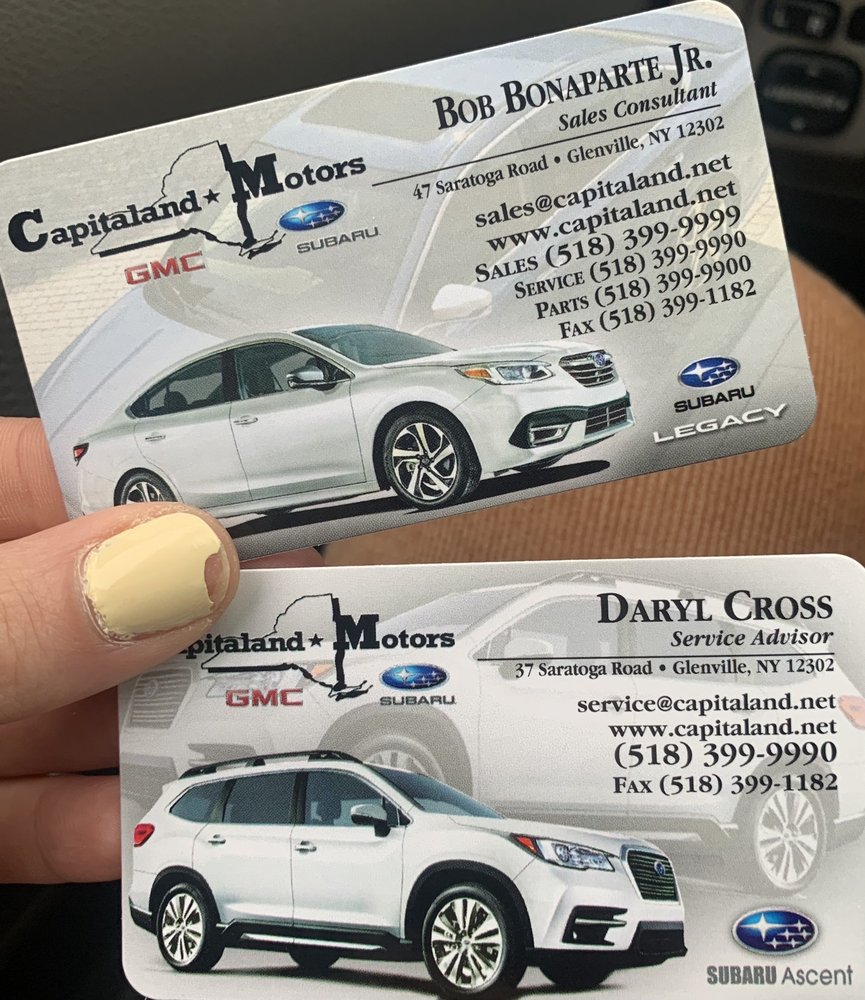 BOB BONAPARTE JR.
Sales Consultant
47 Saratoga Road • Glenville, NY 12302
Capitaland★Motors
GMC
SUBARU
sales@capitaland.net
www.capitaland.net
SALES (518) 399-9999
SERVICE (518) 399-9990
PARTS (518) 399-9900
FAX (518) 399-1182
SUBARU
LEGACY
DARYL CROSS
Service Advisor
37 Saratoga Road • Glenville, NY 12302
pitaland★Motors
GMC
SUBARU
service@capitaland.net
www.capitaland.net
(518) 399-9990
FAX (518) 399-1182
SUBARU Ascent